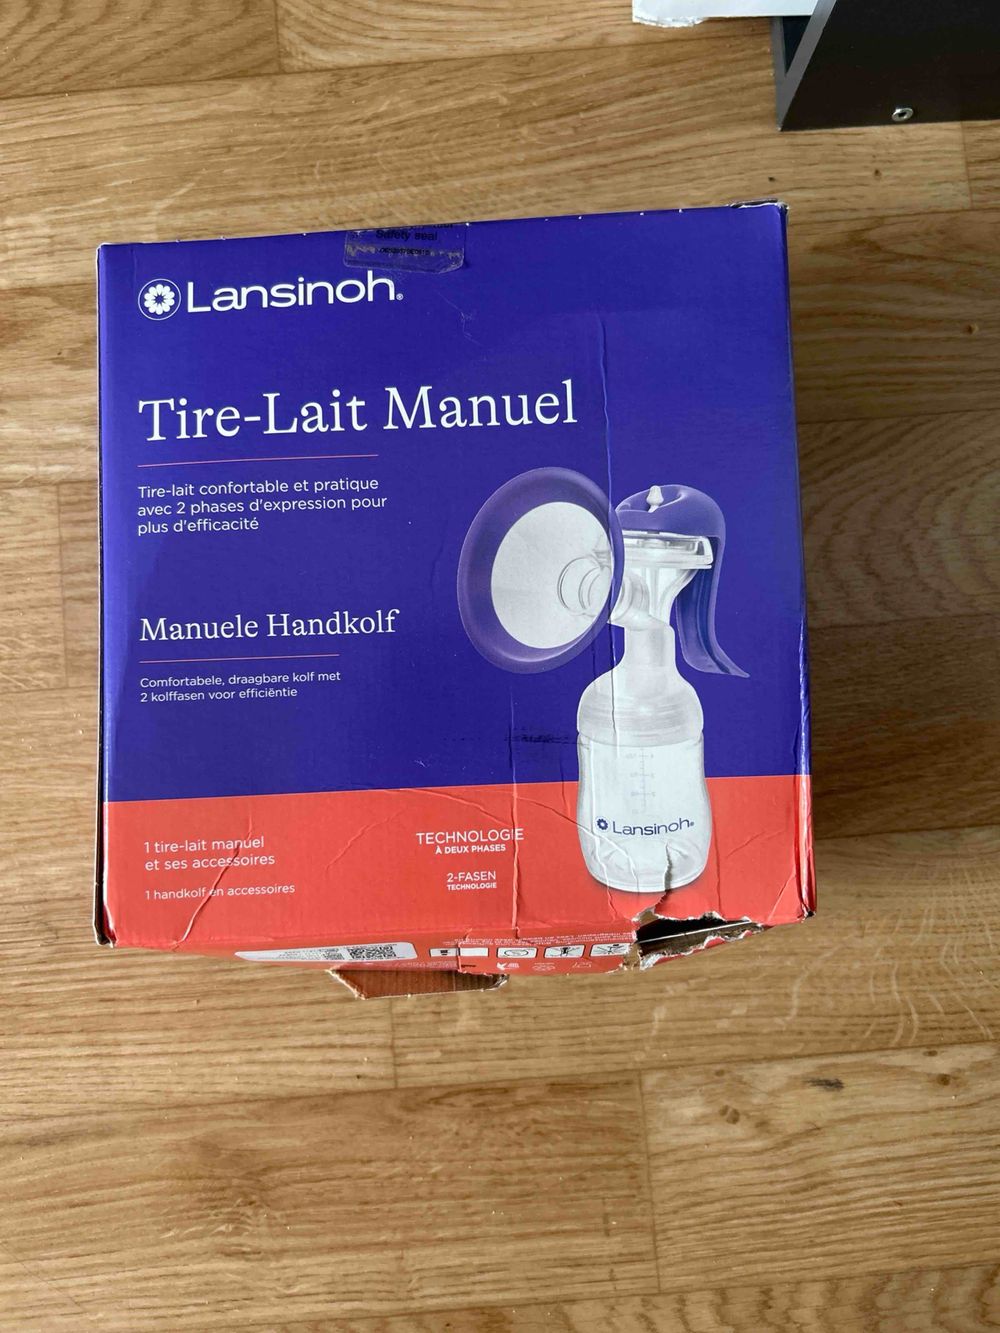 Safety seal
Lansinoh®
Tire-Lait Manuel
Tire-lait confortable et pratique
avec 2 phases d'expression pour
plus d'efficacité
Manuele Handkolf
Comfortabele, draagbare kolf met
2 kolffasen voor efficiëntie
Lansinoh®
1 tire-lait manuel
et ses accessoires
1 handkolf en accessoires
TECHNOLOGIE
À DEUX PHASES
2-FASEN
TECHNOLOGIE